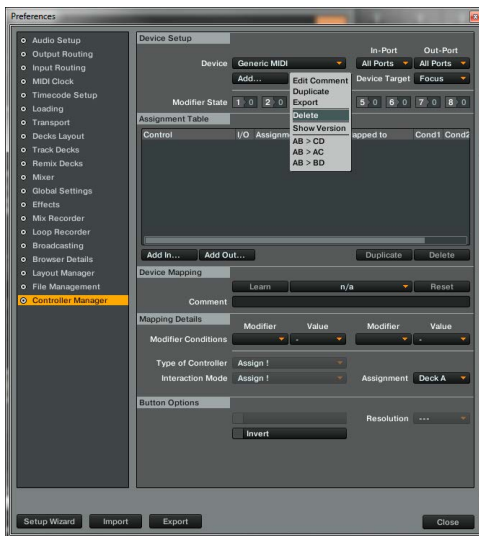 Preferences
Audio Setup
Output Routing
Input Routing
MIDI Clock
Timecode Setup
Loading
Transport
Decks Layout
Track Decks
Remix Decks
Mixer
Global Settings
Effects
Mix Recorder
Loop Recorder
Broadcasting
Browser Details
Layout Manager
File Management
Controller Manager
Device Setup
In-Port Out-Port
Device Generic MIDI All Ports All Ports
Add... Device Target Focus
Edit Comment
Duplicate
Export
Delete
Show Version
AB > CD
AB > AC
AB > BD
Modifier State 1 0 2 0 5 0 6 0 7 0 8 0
Assignment Table
Control I/O Assignm apped to Cond1 Cond2
Add In... Add Out... Duplicate Delete
Device Mapping
Learn n/a Reset
Comment
Mapping Details
Modifier Value Modifier Value
Modifier Conditions - -
Type of Controller Assign !
Interaction Mode Assign ! Assignment Deck A
Button Options
Resolution ---
Invert
Setup Wizard Import Export Close